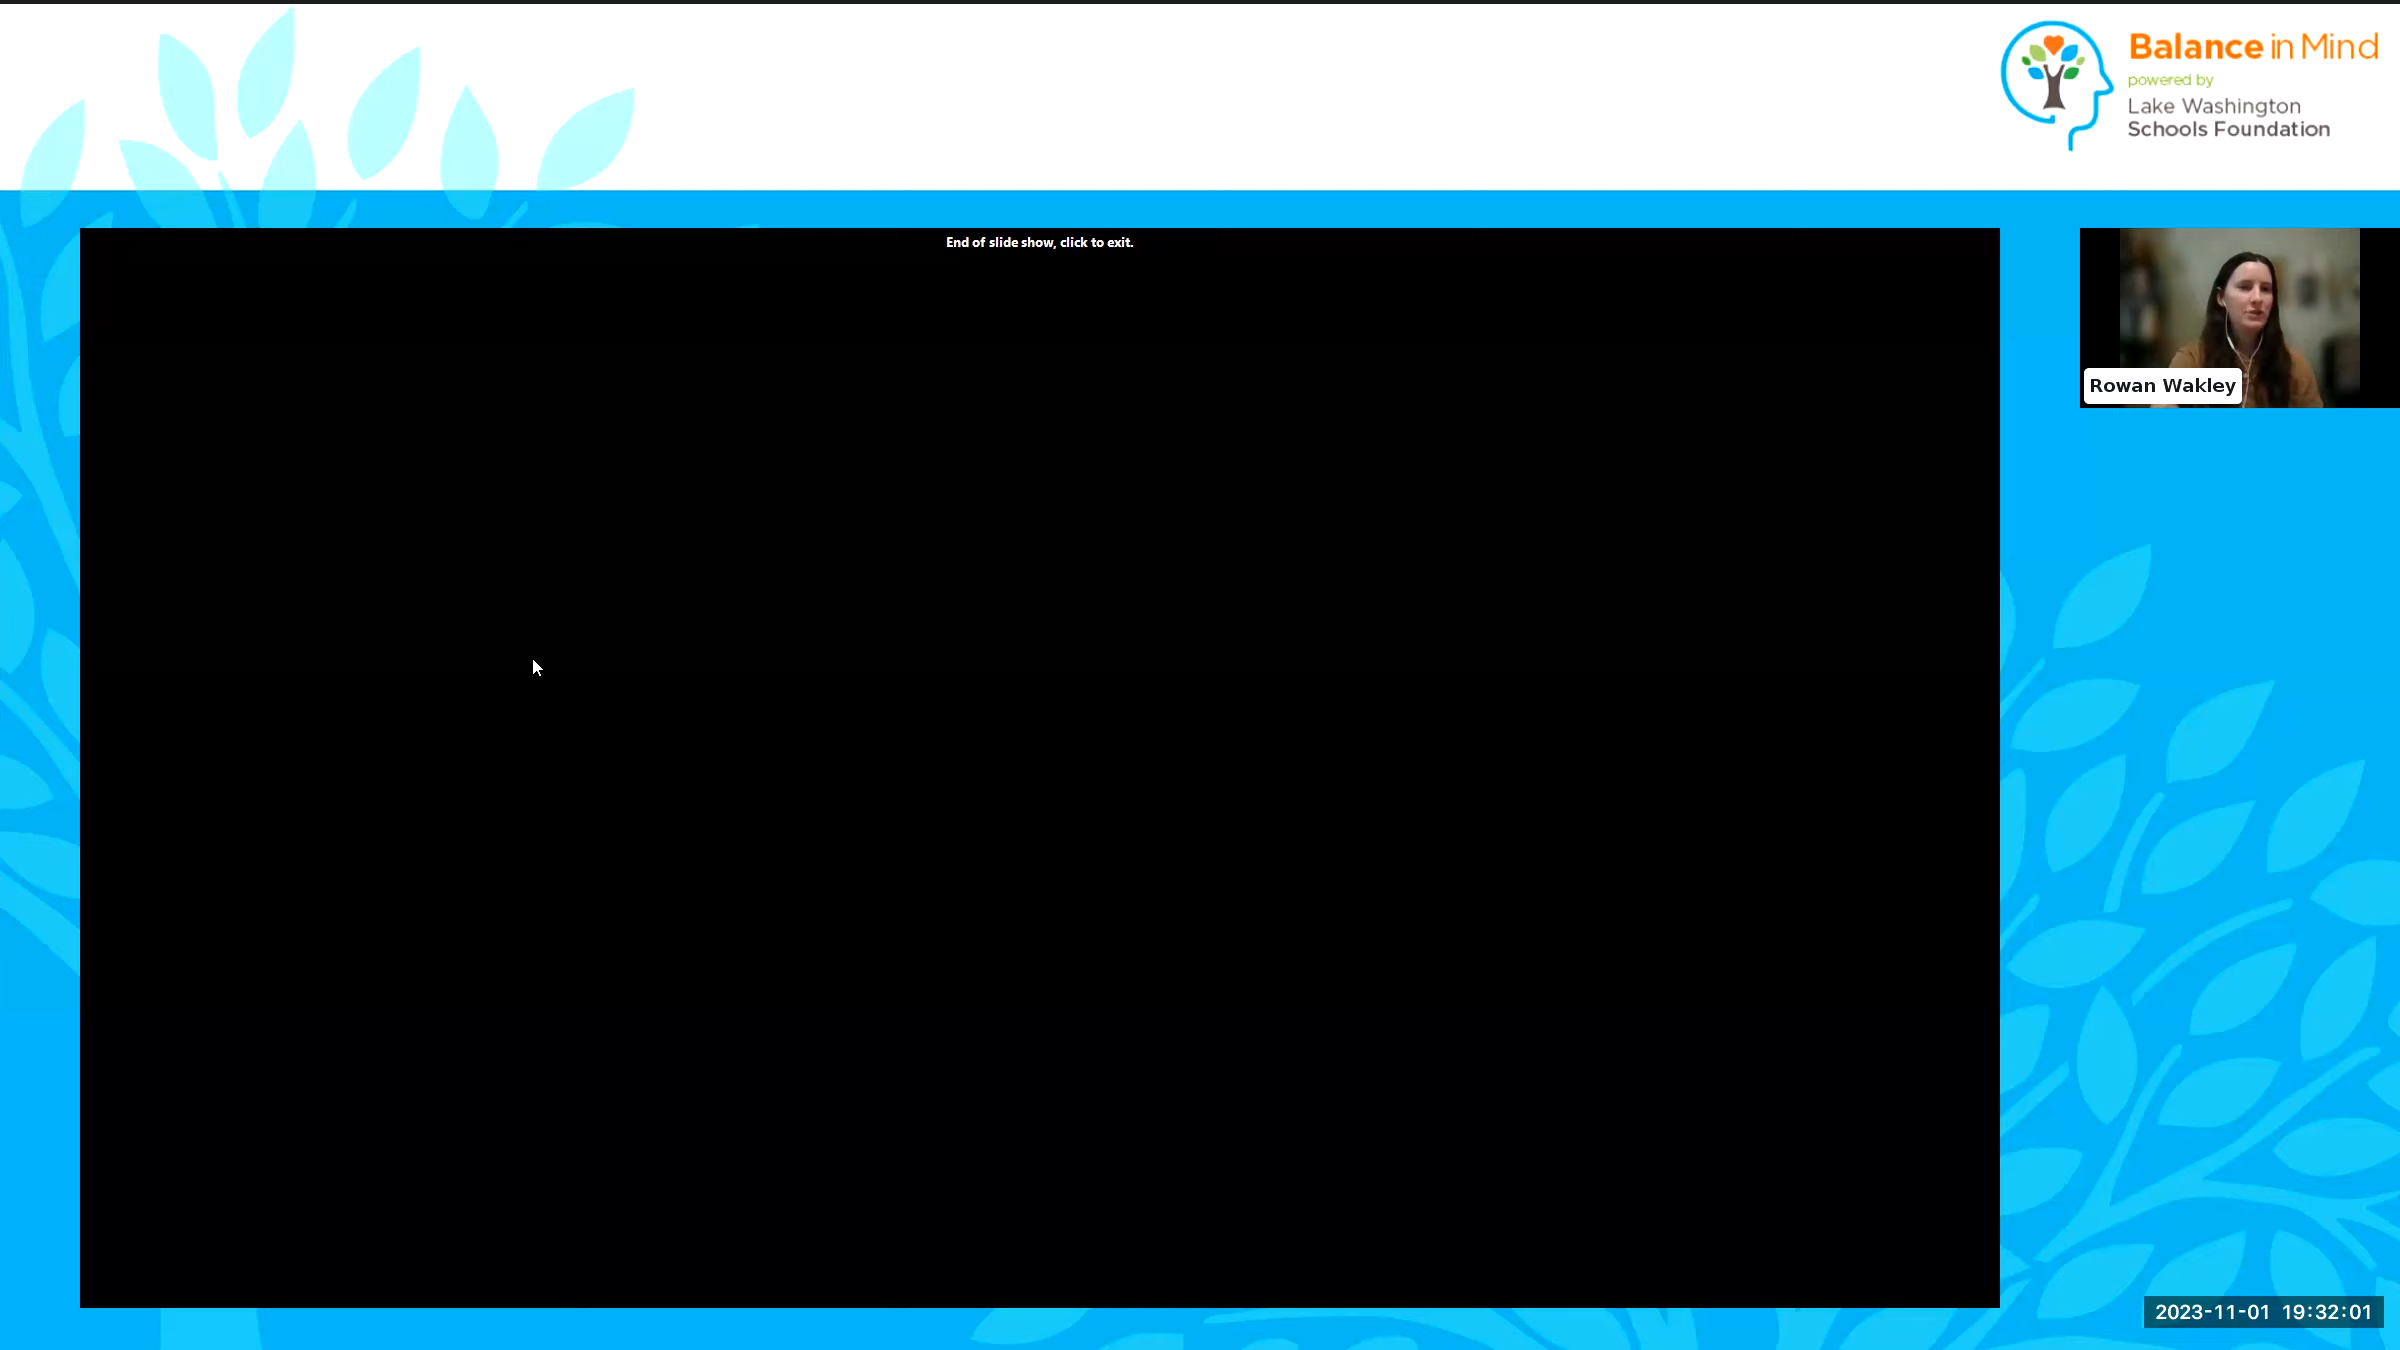 Balance in Mind
powered by
Lake Washington
Schools Foundation
End of slide show, click to exit.
Rowan Wakley
2023-11-01 19:32:01